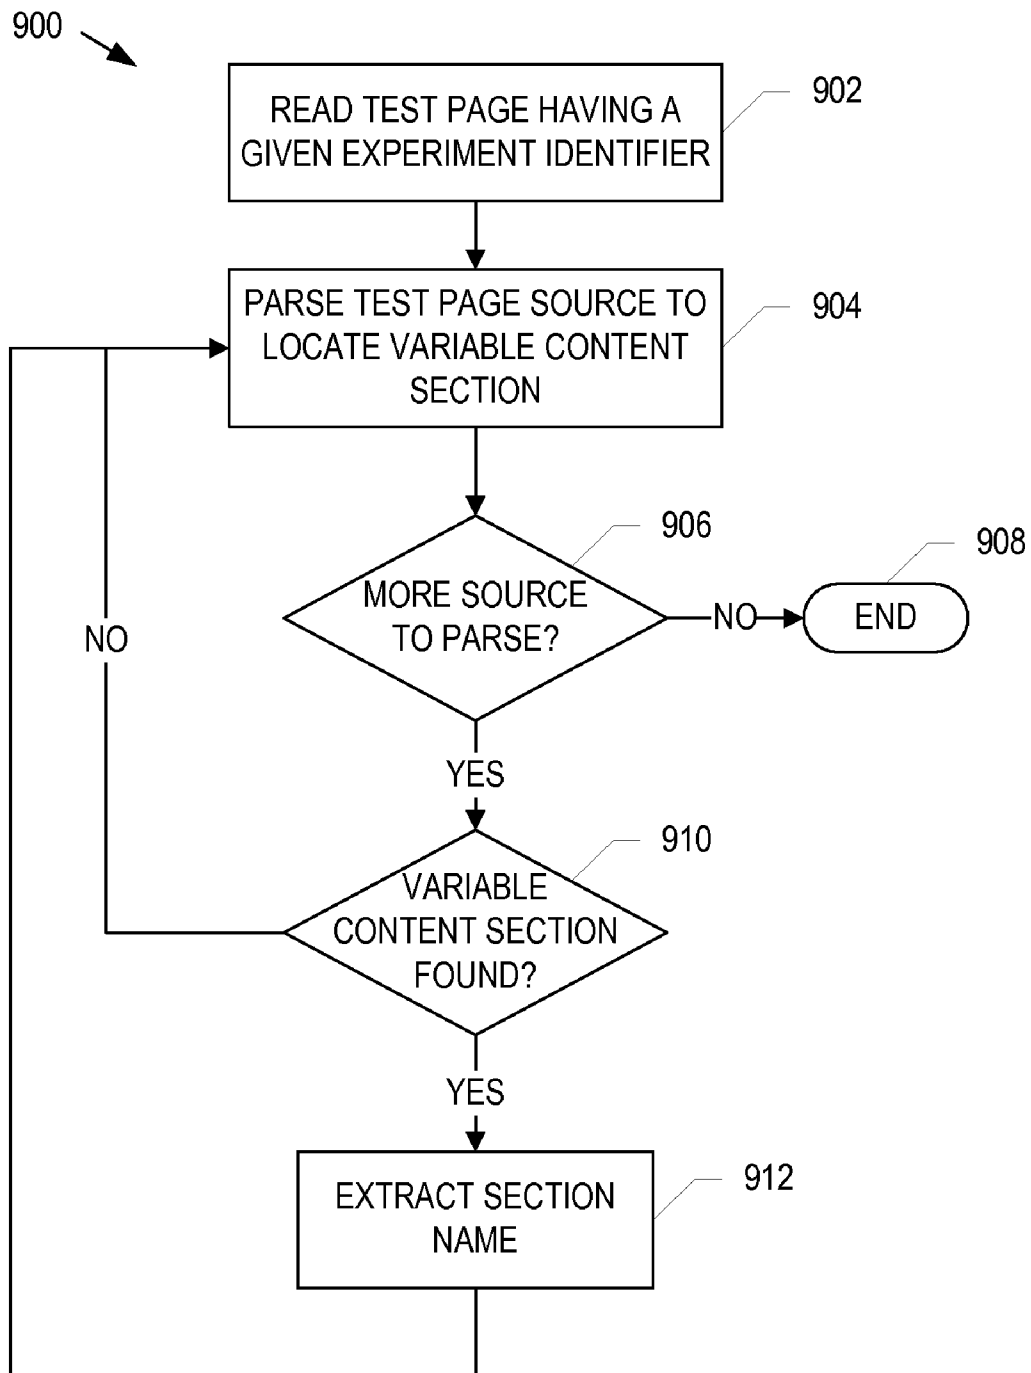 900
READ TEST PAGE HAVING A
GIVEN EXPERIMENT IDENTIFIER
902
PARSE TEST PAGE SOURCE TO
LOCATE VARIABLE CONTENT
SECTION
904
MORE SOURCE
TO PARSE?
906
NO
END
908
YES
NO
VARIABLE
CONTENT SECTION
FOUND?
910
YES
EXTRACT SECTION
NAME
912